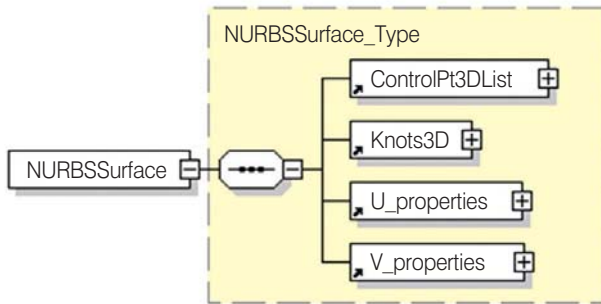 NURBSSurface_Type
ControlPt3DList
Knots3D
NURBSSurface
U_properties
V_properties